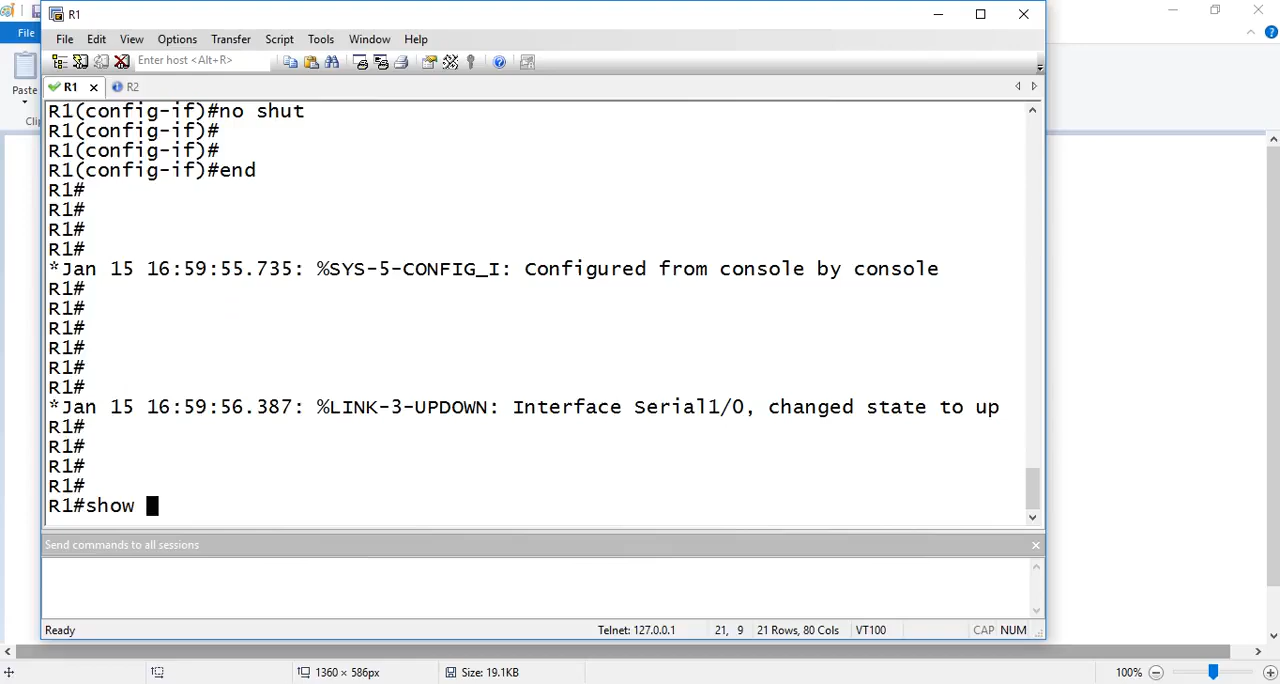 R1
File
File Edit View Options Transfer Script Tools Window Help
Enter host <Alt+R>
Paste
R1 R2
R1(config-if)#no shut
R1(config-if)#
R1(config-if)#
R1(config-if)#end
R1#
R1#
R1#
R1#
*Jan 15 16:59:55.735: %SYS-5-CONFIG_I: Configured from console by console
R1#
R1#
R1#
R1#
R1#
R1#
*Jan 15 16:59:56.387: %LINK-3-UPDOWN: Interface Serial1/0, changed state to up
R1#
R1#
R1#
R1#
R1#show
Send commands to all sessions
Ready Telnet: 127.0.0.1 21, 9 21 Rows, 80 Cols VT100 CAP NUM
1360 × 586px Size: 19.1KB 100%